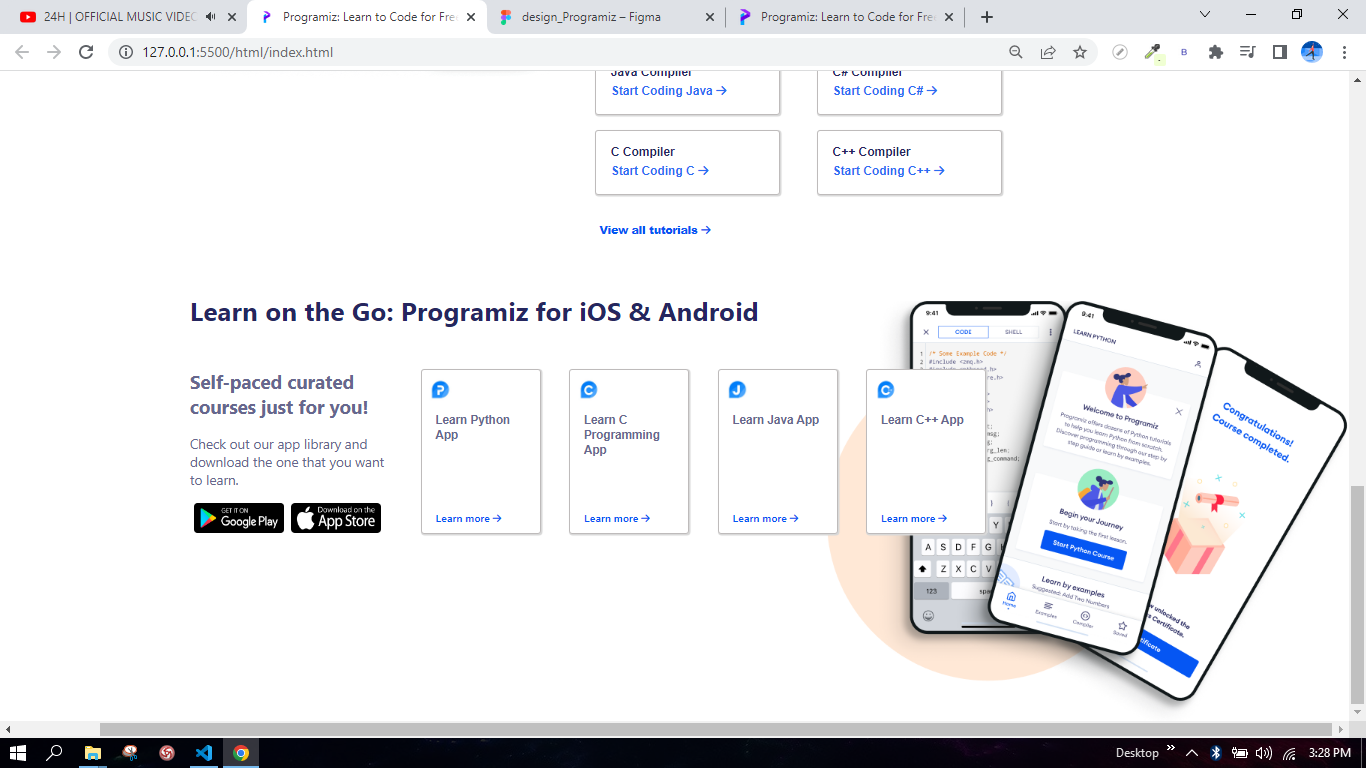 24H | OFFICIAL MUSIC VIDEO
Programiz: Learn to Code for Free
design_Programiz – Figma
Programiz: Learn to Code for Free
127.0.0.1:5500/html/index.html
Java Compiler
Start Coding Java →
C# Compiler
Start Coding C# →
C Compiler
Start Coding C →
C++ Compiler
Start Coding C++ →
View all tutorials →
Learn on the Go: Programiz for iOS & Android
Self-paced curated
courses just for you!
Check out our app library and
download the one that you want
to learn.
GET IT ON
Google Play
Download on the
App Store
Learn Python
App
Learn more →
Learn C
Programming
App
Learn more →
Learn Java App
Learn more →
Learn C++ App
Learn more →
9:41
CODE
SHELL
1 /* Some Example Code */
2 #include <zmq.h>
A S D F G
Z X C V
123
9:41
LEARN PYTHON
Welcome to Programiz
Programiz offers dozens of Python tutorials
to help you learn Python from scratch.
Discover programming through our step by
step guide or learn by examples.
Begin your Journey
Start by taking the first lesson.
Start Python Course
Learn by examples
Suggested: Add Two Numbers
Home
Examples
Compiler
Saved
Congratulations!
Course completed.
unlocked the
Certificate.
Desktop
3:28 PM